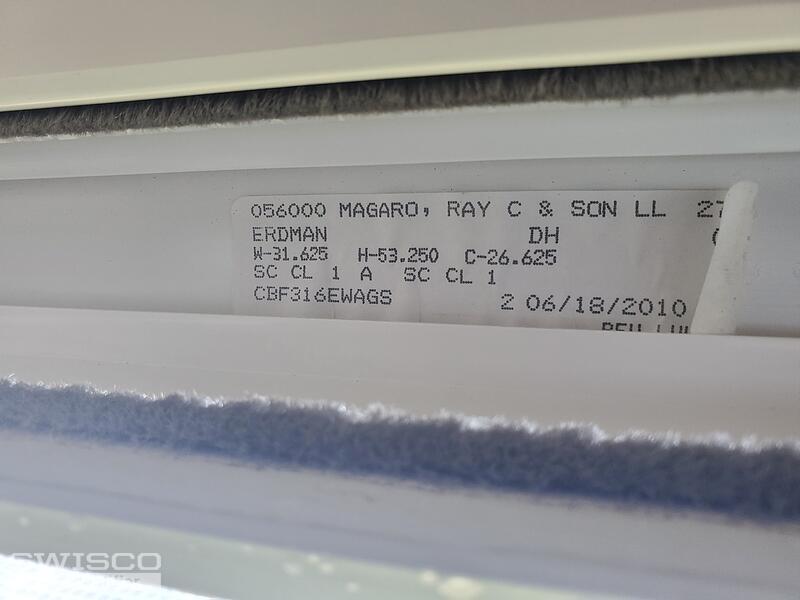 056000 MAGARO, RAY C & SON LL 27
ERDMAN DH
W-31.625 H-53.250 C-26.625
SC CL 1 A SC CL 1
CBF316EWAGS 2 06/18/2010
SWISCO